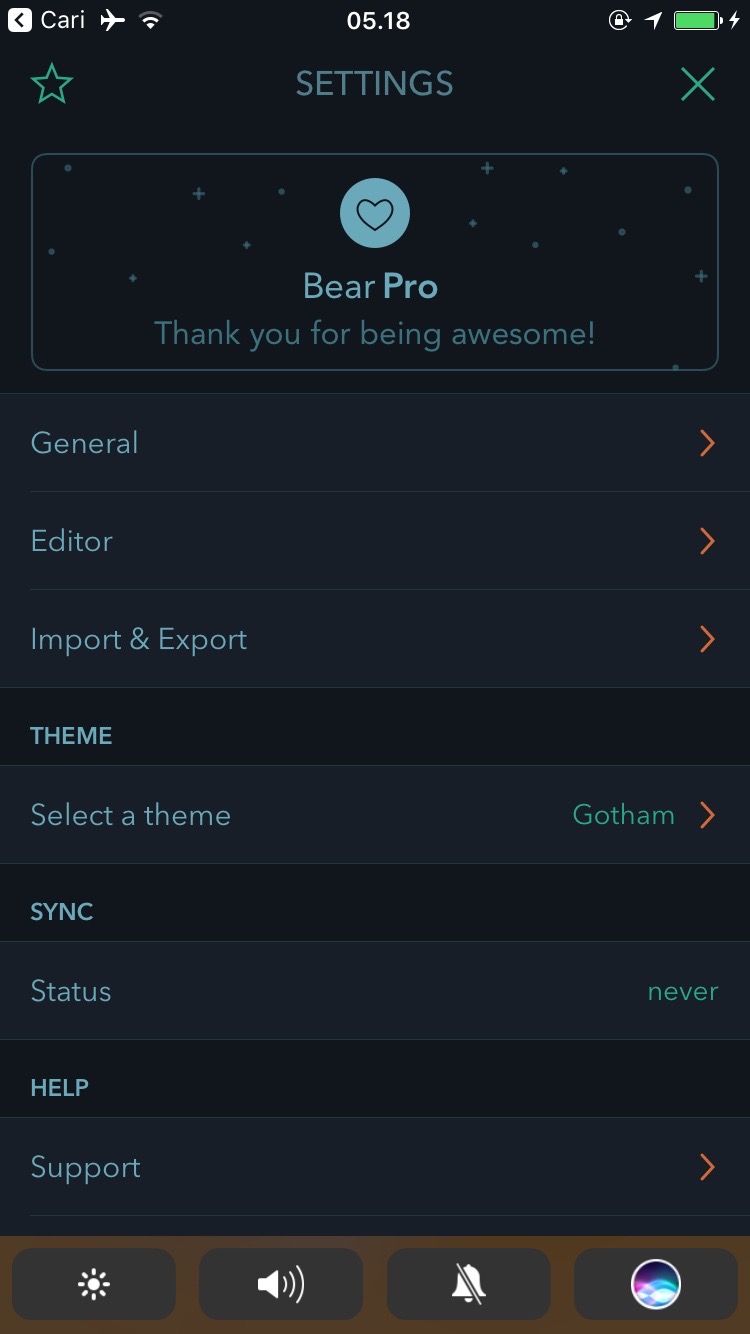 Cari
05.18
SETTINGS
Bear Pro
Thank you for being awesome!
General
Editor
Import & Export
THEME
Select a theme Gotham
SYNC
Status never
HELP
Support